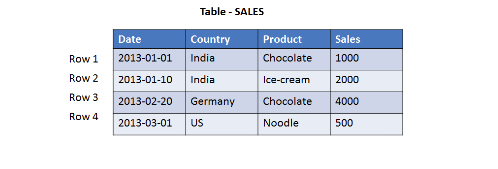 Table - SALES
Date Country Product Sales
Row 1 2013-01-01 India Chocolate 1000
Row 2 2013-01-10 India Ice-cream 2000
Row 3 2013-02-20 Germany Chocolate 4000
Row 4 2013-03-01 US Noodle 500